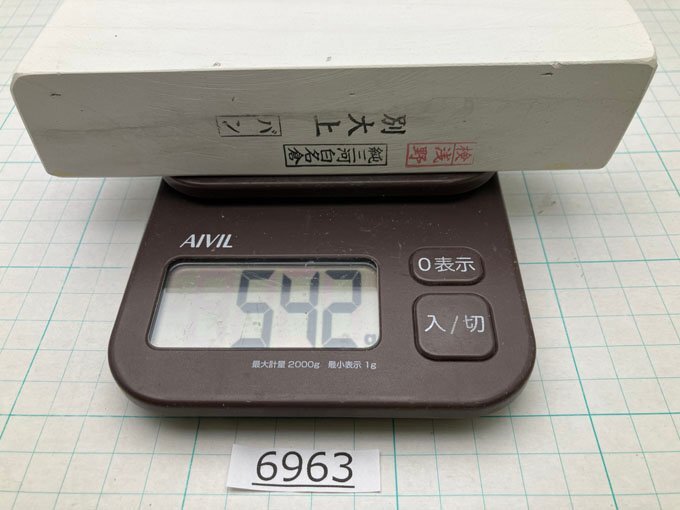 バン
別大上
純三河白名倉
検浅野
AIVIL
0表示
入/切
542g
最大計量 2000g 最小表示 1g
6963